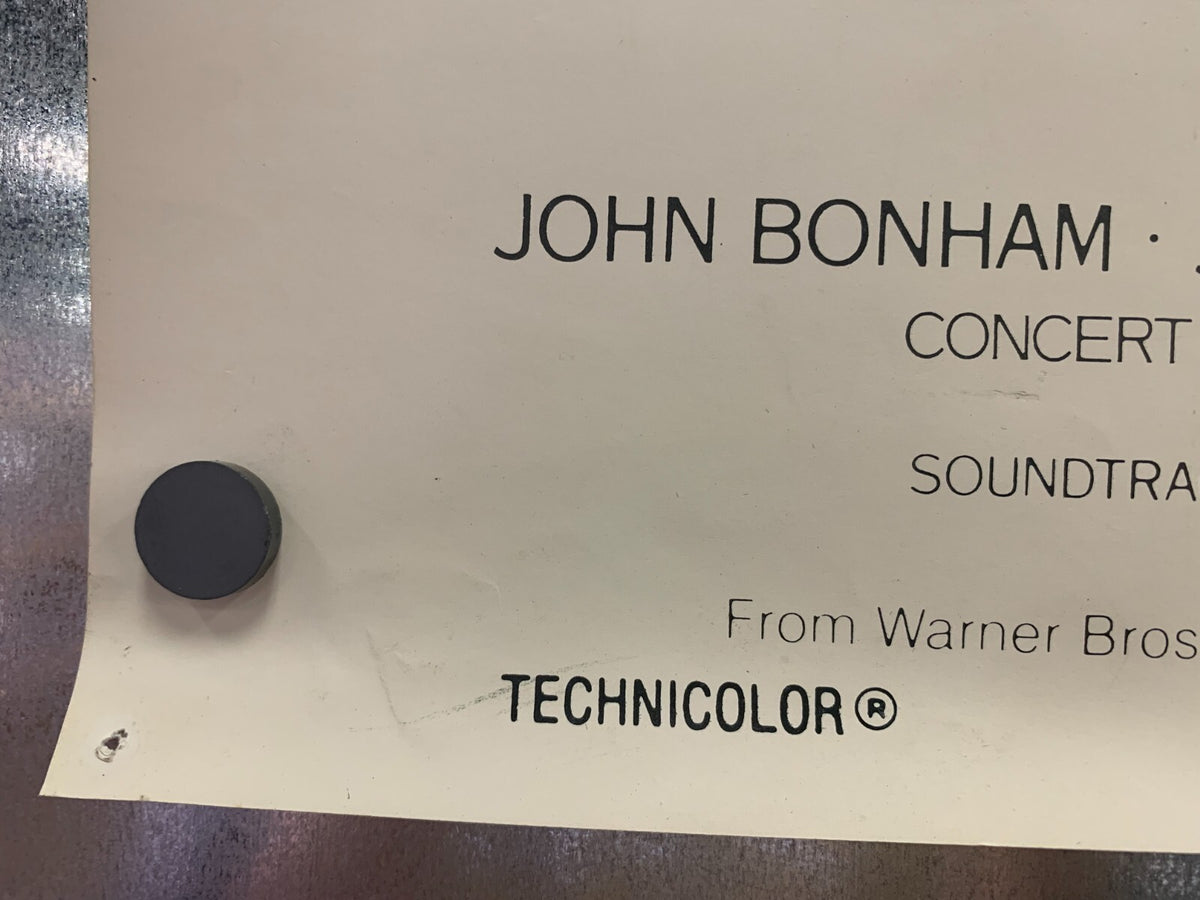 JOHN BONHAM ·
CONCERT
SOUNDTRA
From Warner Bros
TECHNICOLOR®